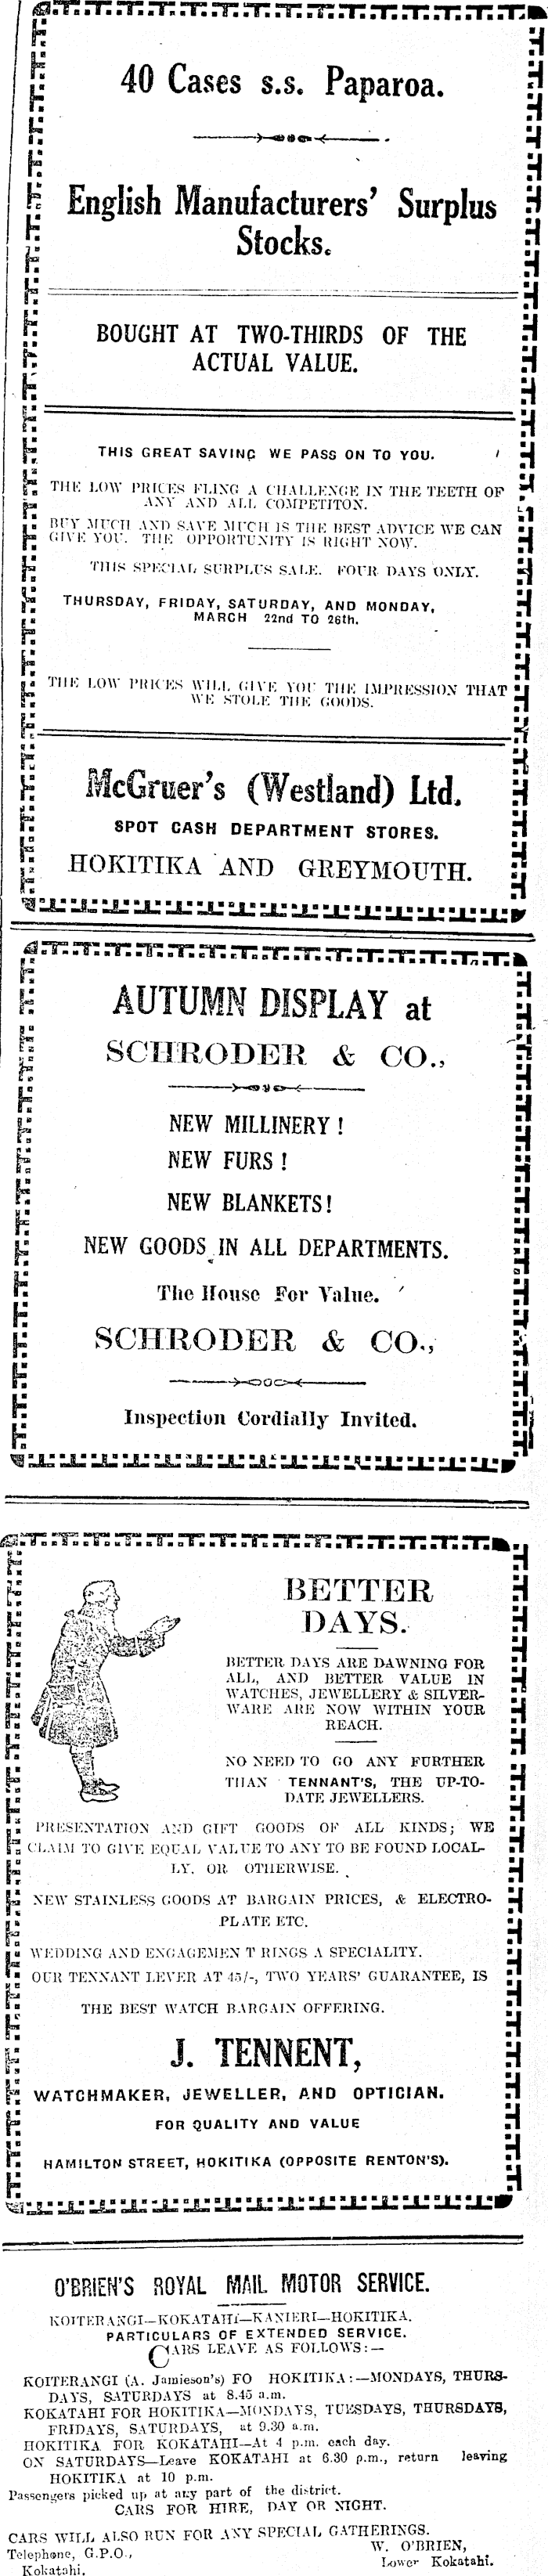 40 Cases s.s. Paparoa.
English Manufacturers' Surplus
Stocks.
BOUGHT AT TWO-THIRDS OF THE
ACTUAL VALUE.
THIS GREAT SAVING WE PASS ON TO YOU.
THE LOW PRICES FLING A CHALLENGE IN THE TEETH OF
ANY AND ALL COMPETITON.
BUY MUCH AND SAVE MUCH IS THE BEST ADVICE WE CAN
GIVE YOU. THE OPPORTUNITY IS RIGHT NOW.
THIS SPECIAL SURPLUS SALE. FOUR DAYS ONLY.
THURSDAY, FRIDAY, SATURDAY, AND MONDAY,
MARCH 22nd TO 26th.
THE LOW PRICES WILL GIVE YOU THE IMPRESSION THAT
WE STOLE THE GOODS.
McGruer's (Westland) Ltd.
SPOT CASH DEPARTMENT STORES.
HOKITIKA AND GREYMOUTH.
AUTUMN DISPLAY at
SCHRODER & CO.,
NEW MILLINERY!
NEW FURS!
NEW BLANKETS!
NEW GOODS IN ALL DEPARTMENTS.
The House For Value.
SCHRODER & CO.,
Inspection Cordially Invited.
BETTER
DAYS.
BETTER DAYS ARE DAWNING FOR
ALL, AND BETTER VALUE IN
WATCHES, JEWELLERY & SILVER-
WARE ARE NOW WITHIN YOUR
REACH.
NO NEED TO GO ANY FURTHER
THAN TENNANT'S, THE UP-TO-
DATE JEWELLERS.
PRESENTATION AND GIFT GOODS OF ALL KINDS; WE
CLAIM TO GIVE EQUAL VALUE TO ANY TO BE FOUND LOCAL-
LY, OR OTHERWISE.
NEW STAINLESS GOODS AT BARGAIN PRICES, & ELECTRO-
PLATE ETC.
WEDDING AND ENGAGEMEN T RINGS A SPECIALITY.
OUR TENNANT LEVER AT 45/-, TWO YEARS' GUARANTEE, IS
THE BEST WATCH BARGAIN OFFERING.
J. TENNENT,
WATCHMAKER, JEWELLER, AND OPTICIAN.
FOR QUALITY AND VALUE
HAMILTON STREET, HOKITIKA (OPPOSITE RENTON'S).
O'BRIEN'S ROYAL MAIL MOTOR SERVICE.
KOITERANGI—KOKATAHI—KANIERI—HOKITIKA.
PARTICULARS OF EXTENDED SERVICE.
CARS LEAVE AS FOLLOWS:—
KOITERANGI (A. Jamieson's) FO HOKITIKA:—MONDAYS, THURS-
DAYS, SATURDAYS at 8.45 a.m.
KOKATAHI FOR HOKITIKA—MONDAYS, TUESDAYS, THURSDAYS,
FRIDAYS, SATURDAYS, at 9.30 a.m.
HOKITIKA FOR KOKATAHI—At 4 p.m. each day.
ON SATURDAYS—Leave KOKATAHI at 6.30 p.m., return leaving
HOKITIKA at 10 p.m.
Passengers picked up at any part of the district.
CARS FOR HIRE, DAY OR NIGHT.
CARS WILL ALSO RUN FOR ANY SPECIAL GATHERINGS.
Telephone, G.P.O., W. O'BRIEN,
Kokatahi. Lower Kokatahi.